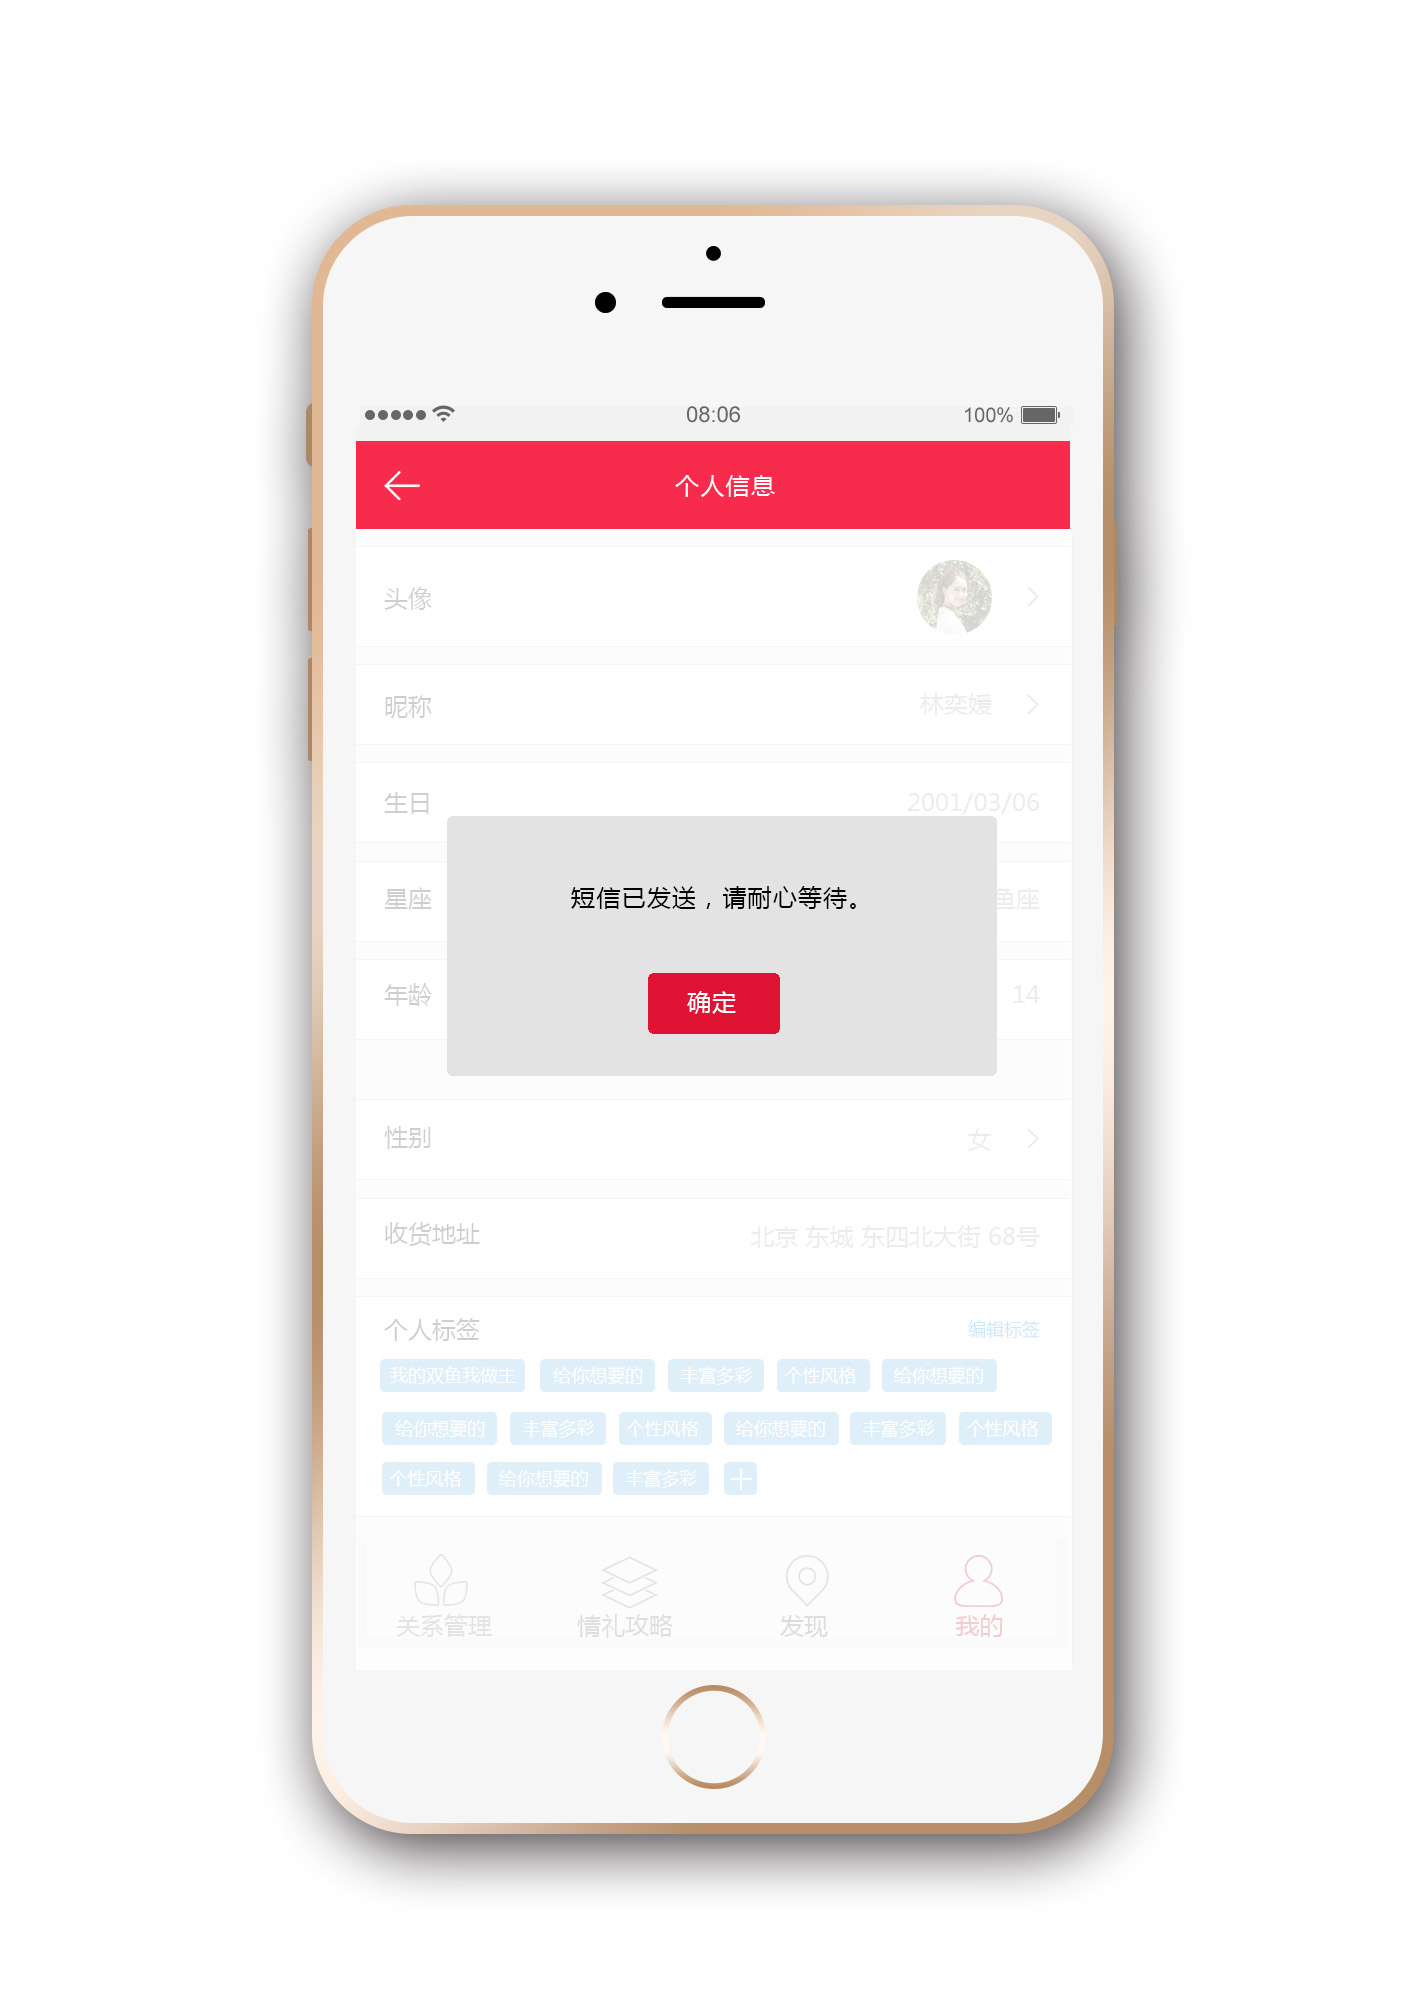 08:06 100%
个人信息
头像
昵称 林奕媛
生日 2001/03/06
星座 鱼座
短信已发送，请耐心等待。
年龄 14
确定
性别 女
收货地址 北京 东城 东四北大街 68号
个人标签 编辑标签
我的双鱼我做主 给你想要的 丰富多彩 个性风格 给你想要的
给你想要的 丰富多彩 个性风格 给你想要的 丰富多彩 个性风格
个性风格 给你想要的 丰富多彩
关系管理 情礼攻略 发现 我的